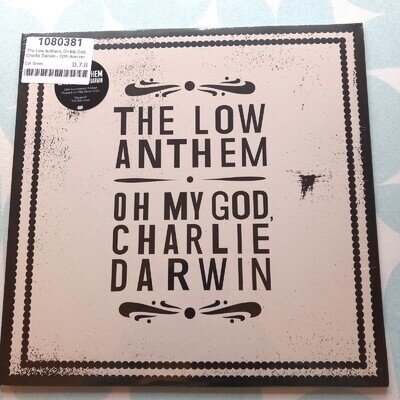 1080381
The Low Anthem, Oh My God,
Charlie Darwin - 10th Anniver
D.7.B
THE LOW
ANTHEM
OH MY GOD,
CHARLIE
DARWIN